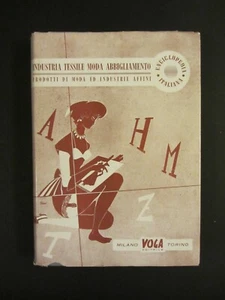 INDUSTRIA TESSILE MODA ABBIGLIAMENTO
PRODOTTI DI MODA ED INDUSTRIE AFFINI
ENCICLOPEDIA
ITALIANA
A
H
M
A
Z
T
MILANO VOGA TORINO